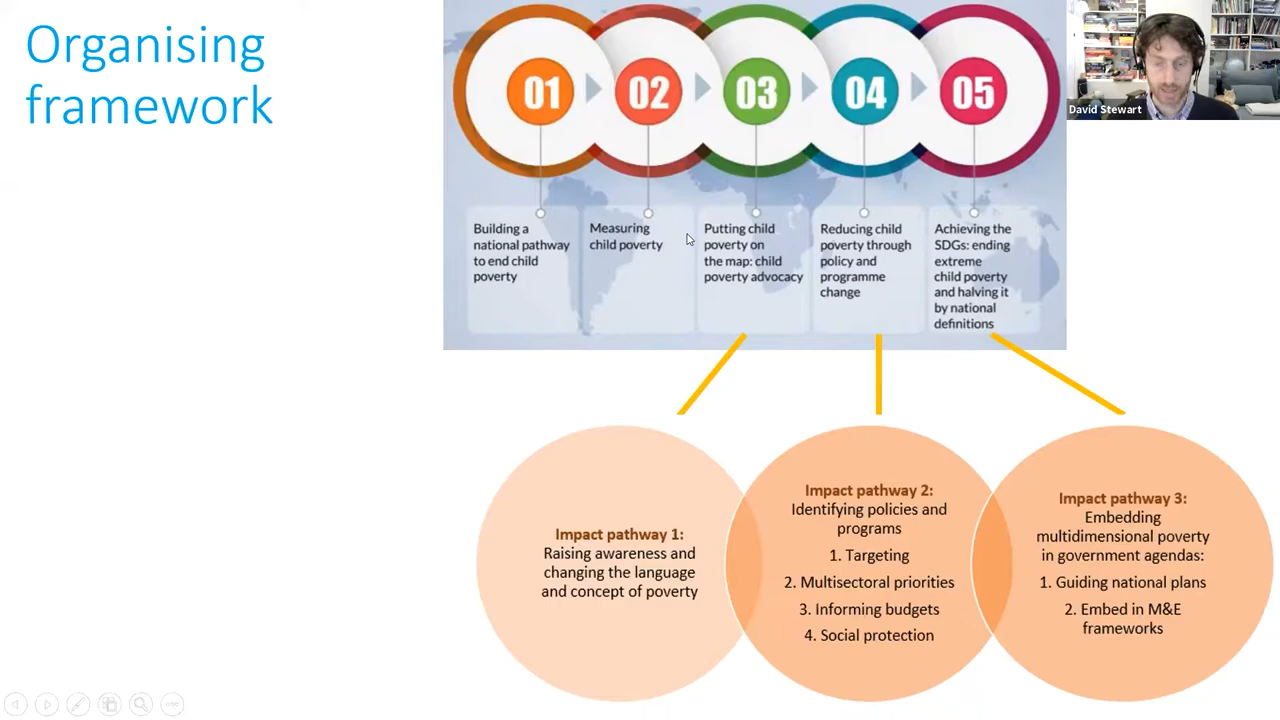 Organising
framework
01
02
03
04
05
David Stewart
Building a
national pathway
to end child
poverty
Measuring
child poverty
Putting child
poverty on
the map: child
poverty advocacy
Reducing child
poverty through
policy and
programme
change
Achieving the
SDGs: ending
extreme
child poverty
and halving it
by national
definitions
Impact pathway 1:
Raising awareness and
changing the language
and concept of poverty
Impact pathway 2:
Identifying policies and
programs
1. Targeting
2. Multisectoral priorities
3. Informing budgets
4. Social protection
Impact pathway 3:
Embedding
multidimensional poverty
in government agendas:
1. Guiding national plans
2. Embed in M&E
frameworks